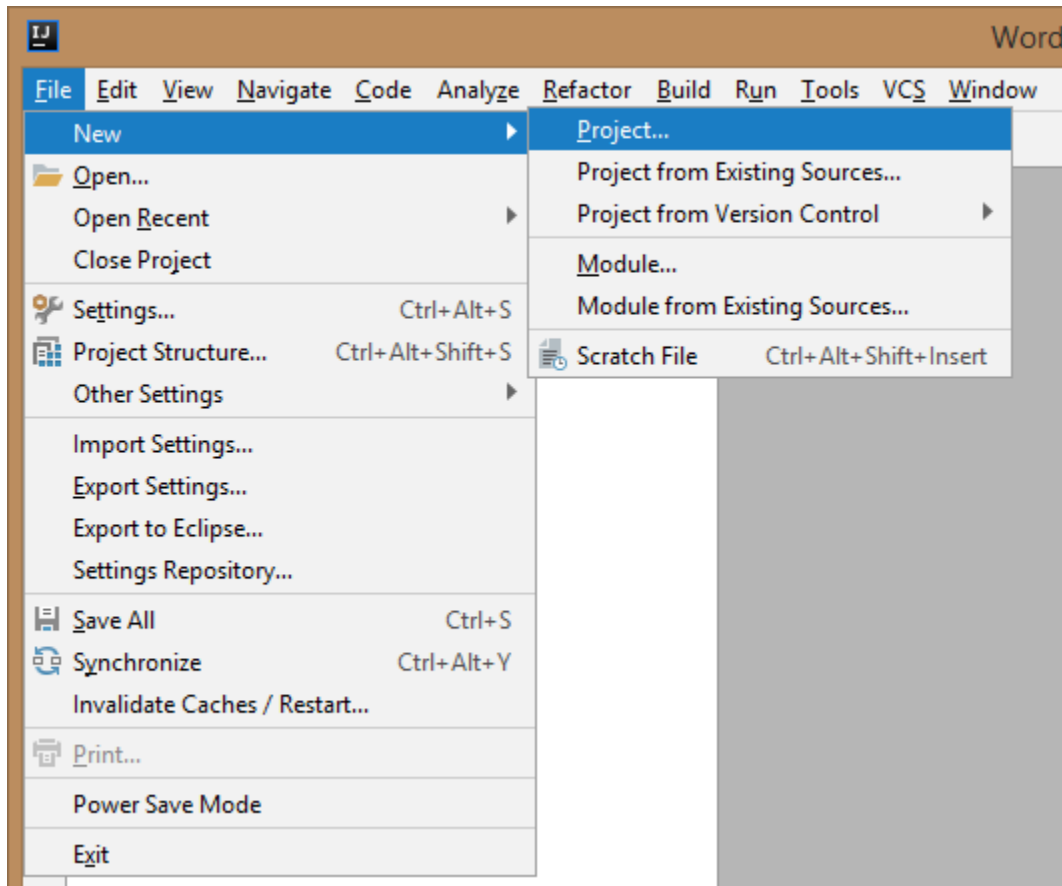 IJ
Word
File Edit View Navigate Code Analyze Refactor Build Run Tools VCS Window
New
Open...
Open Recent
Close Project
Settings... Ctrl+Alt+S
Project Structure... Ctrl+Alt+Shift+S
Other Settings
Import Settings...
Export Settings...
Export to Eclipse...
Settings Repository...
Save All Ctrl+S
Synchronize Ctrl+Alt+Y
Invalidate Caches / Restart...
Print...
Power Save Mode
Exit
Project...
Project from Existing Sources...
Project from Version Control
Module...
Module from Existing Sources...
Scratch File Ctrl+Alt+Shift+Insert